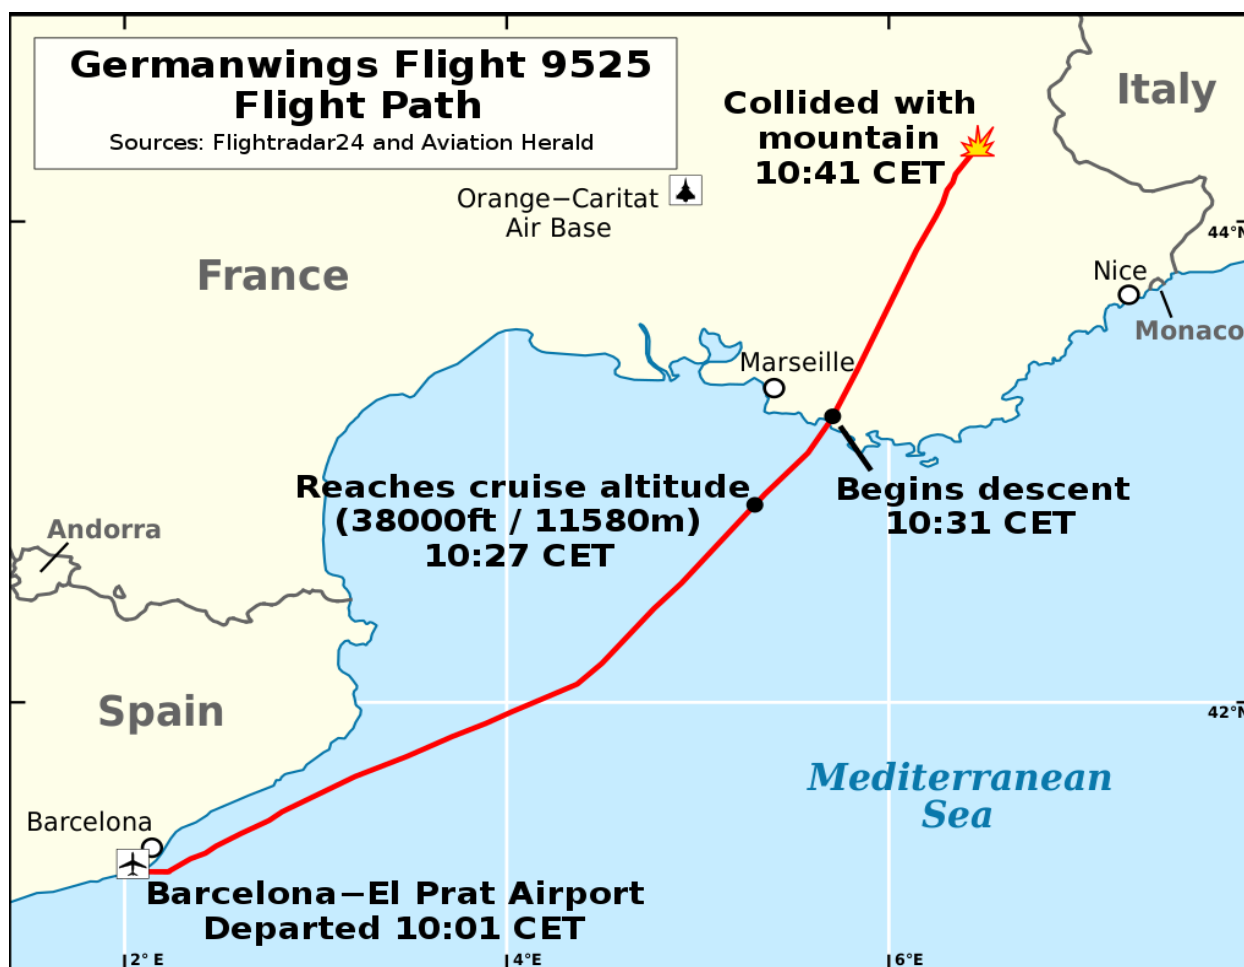 Germanwings Flight 9525
Flight Path
Sources: Flightradar24 and Aviation Herald
Collided with
mountain
10:41 CET
Italy
Orange−Caritat
Air Base
44°N
France
Nice
Monaco
Marseille
Reaches cruise altitude
(38000ft / 11580m)
10:27 CET
Begins descent
10:31 CET
Andorra
Spain
42°N
Mediterranean
Sea
Barcelona
Barcelona−El Prat Airport
Departed 10:01 CET
2° E
4°E
6°E